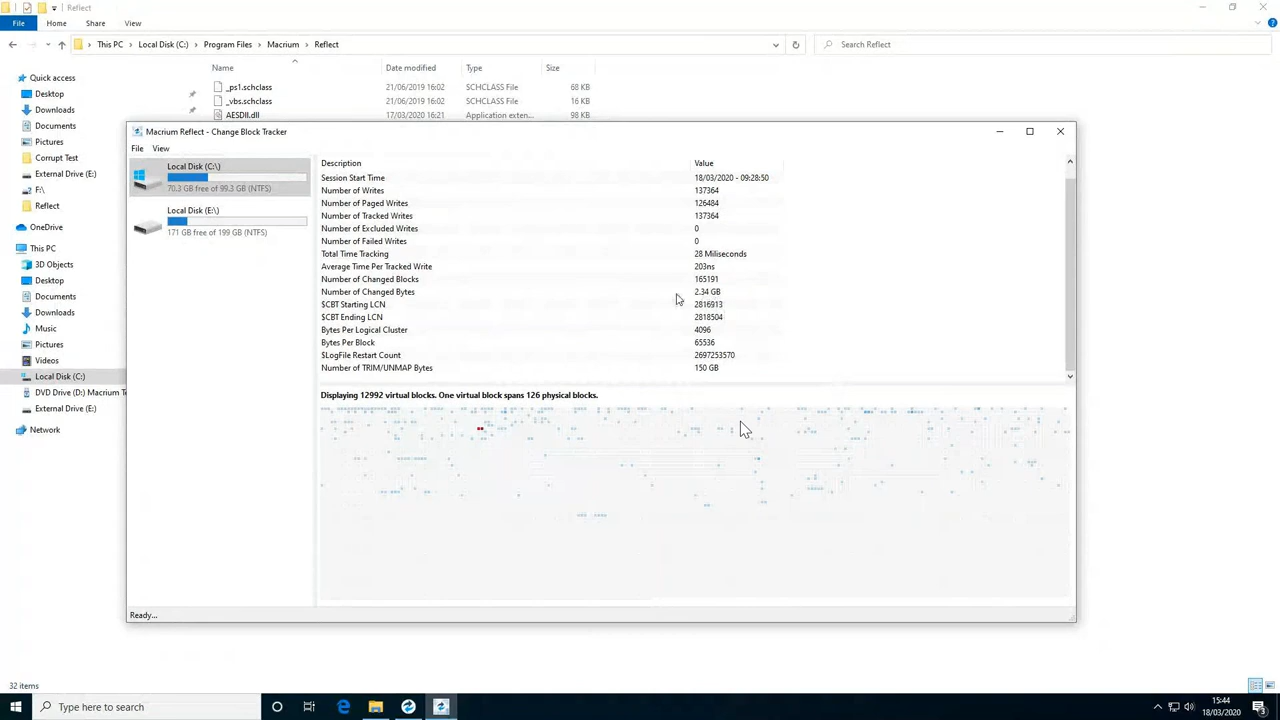 Reflect
File Home Share View
This PC Local Disk (C:) Program Files Macrium Reflect
Search Reflect
Name Date modified Type Size
_ps1.schclass 21/06/2019 16:02 SCHCLASS File 68 KB
_vbs.schclass 21/06/2019 16:02 SCHCLASS File 16 KB
AESDll.dll 17/03/2020 16:21 Application exten... 98 KB
Quick access
Desktop
Downloads
Documents
Pictures
Corrupt Test
External Drive (E:)
F:\
Reflect
OneDrive
This PC
3D Objects
Desktop
Documents
Downloads
Music
Pictures
Videos
Local Disk (C:)
DVD Drive (D:) Macrium
External Drive (E:)
Network
Macrium Reflect - Change Block Tracker
File View
Local Disk (C:\)
70.3 GB free of 99.3 GB (NTFS)
Local Disk (E:\)
171 GB free of 199 GB (NTFS)
Description Value
Session Start Time 18/03/2020 - 09:28:50
Number of Writes 137364
Number of Paged Writes 126484
Number of Tracked Writes 137364
Number of Excluded Writes 0
Number of Failed Writes 0
Total Time Tracking 28 Miliseconds
Average Time Per Tracked Write 203ns
Number of Changed Blocks 165191
Number of Changed Bytes 2.34 GB
$CBT Starting LCN 2816913
$CBT Ending LCN 2818504
Bytes Per Logical Cluster 4096
Bytes Per Block 65536
$LogFile Restart Count 2697253570
Number of TRIM/UNMAP Bytes 150 GB
Displaying 12992 virtual blocks. One virtual block spans 126 physical blocks.
Ready...
32 items
Type here to search
15:44
18/03/2020
3